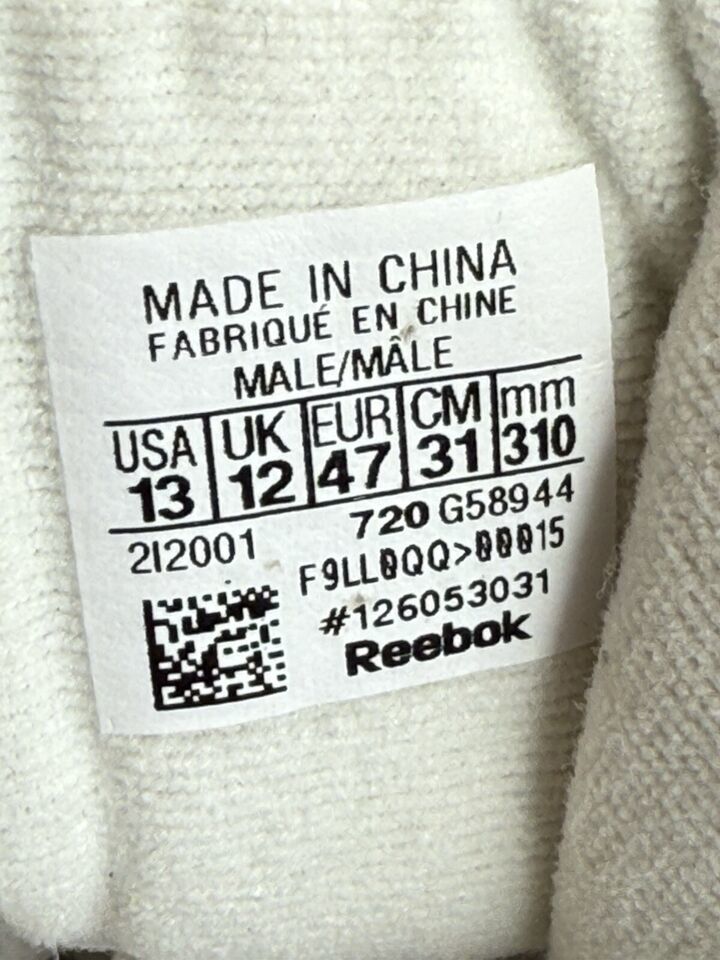 MADE IN CHINA
FABRIQUÉ EN CHINE
MALE/MÂLE
USA UK EUR CM mm
13 12 47 31 310
2I2001 720 G58944
F9LL0QQ>00015
#126053031
Reebok